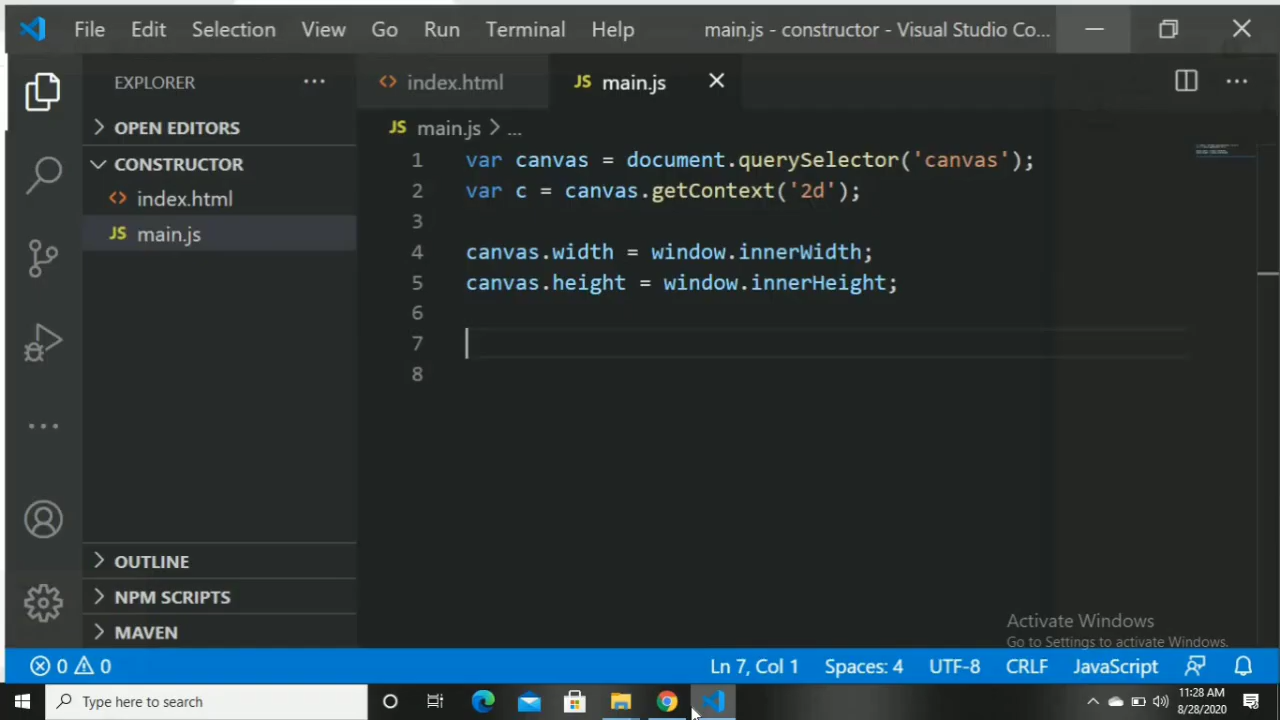 File Edit Selection View Go Run Terminal Help main.js - constructor - Visual Studio Co...
EXPLORER ...
index.html JS main.js
OPEN EDITORS
JS main.js > ...
CONSTRUCTOR
index.html
JS main.js
1 var canvas = document.querySelector('canvas');
2 var c = canvas.getContext('2d');
3
4 canvas.width = window.innerWidth;
5 canvas.height = window.innerHeight;
6
7
8
OUTLINE
NPM SCRIPTS
MAVEN
Activate Windows
Go to Settings to activate Windows.
0 0 Ln 7, Col 1 Spaces: 4 UTF-8 CRLF JavaScript
Type here to search
11:28 AM
8/28/2020